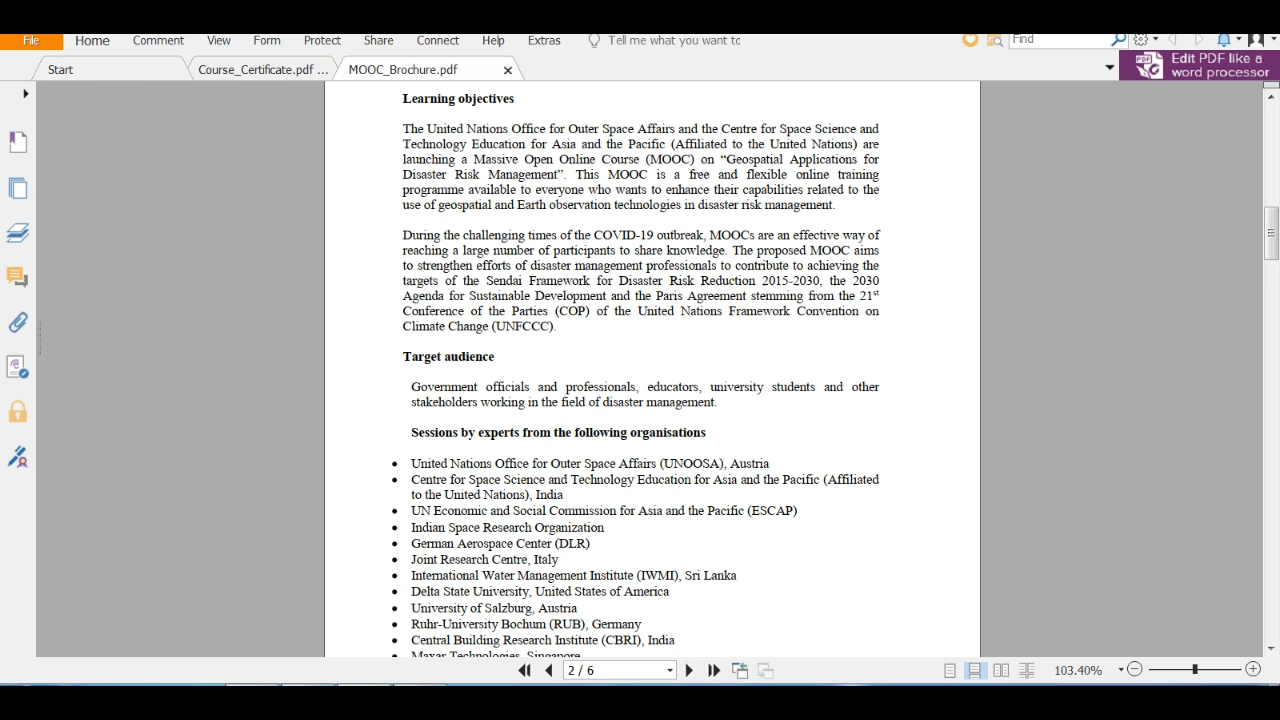 File Home Comment View Form Protect Share Connect Help Extras Tell me what you want to Find
Start Course_Certificate.pdf ... MOOC_Brochure.pdf Edit PDF like a
word processor
Learning objectives
The United Nations Office for Outer Space Affairs and the Centre for Space Science and
Technology Education for Asia and the Pacific (Affiliated to the United Nations) are
launching a Massive Open Online Course (MOOC) on “Geospatial Applications for
Disaster Risk Management”. This MOOC is a free and flexible online training
programme available to everyone who wants to enhance their capabilities related to the
use of geospatial and Earth observation technologies in disaster risk management.
During the challenging times of the COVID-19 outbreak, MOOCs are an effective way of
reaching a large number of participants to share knowledge. The proposed MOOC aims
to strengthen efforts of disaster management professionals to contribute to achieving the
targets of the Sendai Framework for Disaster Risk Reduction 2015-2030, the 2030
Agenda for Sustainable Development and the Paris Agreement stemming from the 21st
Conference of the Parties (COP) of the United Nations Framework Convention on
Climate Change (UNFCCC).
Target audience
Government officials and professionals, educators, university students and other
stakeholders working in the field of disaster management.
Sessions by experts from the following organisations
• United Nations Office for Outer Space Affairs (UNOOSA), Austria
• Centre for Space Science and Technology Education for Asia and the Pacific (Affiliated
to the United Nations), India
• UN Economic and Social Commission for Asia and the Pacific (ESCAP)
• Indian Space Research Organization
• German Aerospace Center (DLR)
• Joint Research Centre, Italy
• International Water Management Institute (IWMI), Sri Lanka
• Delta State University, United States of America
• University of Salzburg, Austria
• Ruhr-University Bochum (RUB), Germany
• Central Building Research Institute (CBRI), India
• Maxar Technologies, Singapore
2 / 6 103.40%